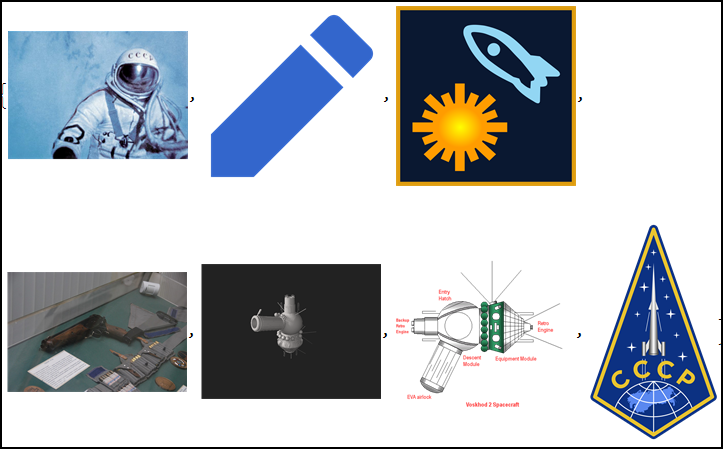 СССР
,
,
,
,
,
Entry
Hatch
Backup
Retro
Engine
Retro
Engine
Descent
Module
Equipment Module
EVA airlock
Voskhod 2 Spacecraft
,
СССР